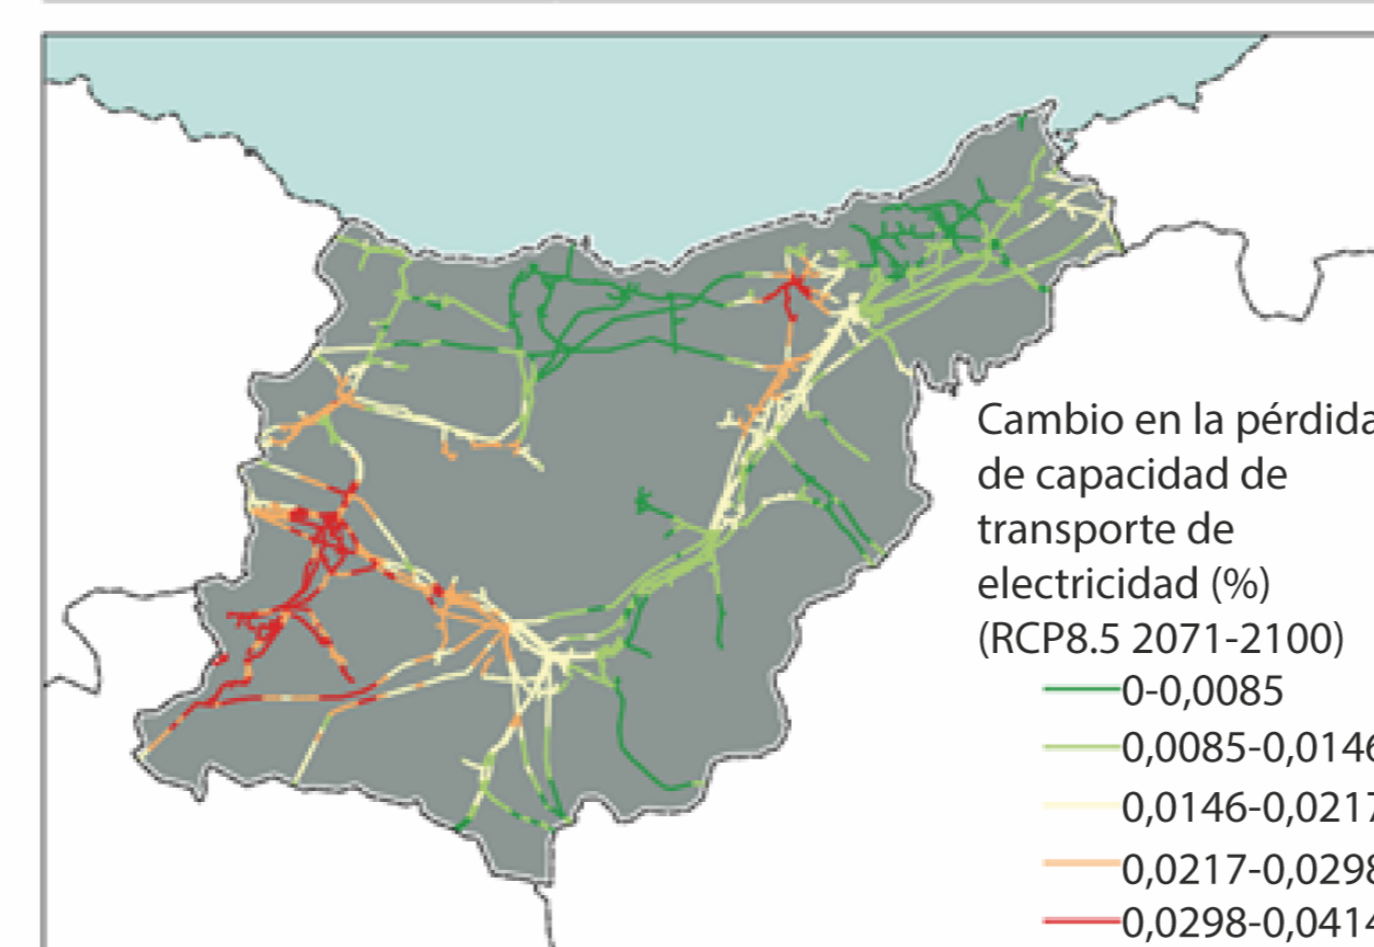 Cambio en la pérdida
de capacidad de
transporte de
electricidad (%)
(RCP8.5 2071-2100)
0-0,0085
0,0085-0,0146
0,0146-0,0217
0,0217-0,0298
0,0298-0,0414